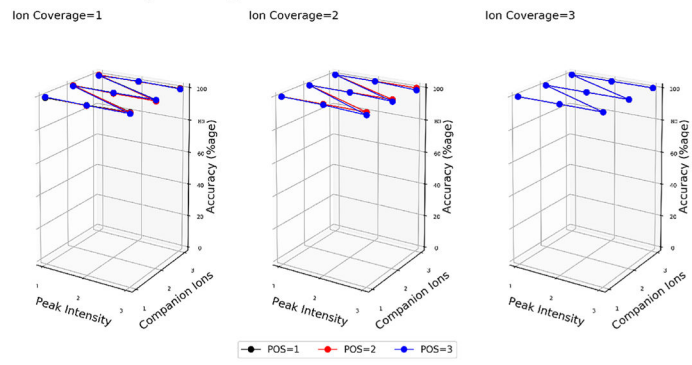 Ion Coverage=1
Ion Coverage=2
Ion Coverage=3
100
80
60
40
20
0
Accuracy (%age)
1
2
3
Peak Intensity
1
2
3
Companion Ions
100
80
60
40
20
0
Accuracy (%age)
1
2
3
Peak Intensity
1
2
3
Companion Ions
100
80
60
40
20
0
Accuracy (%age)
1
2
3
Peak Intensity
1
2
3
Companion Ions
POS=1 POS=2 POS=3